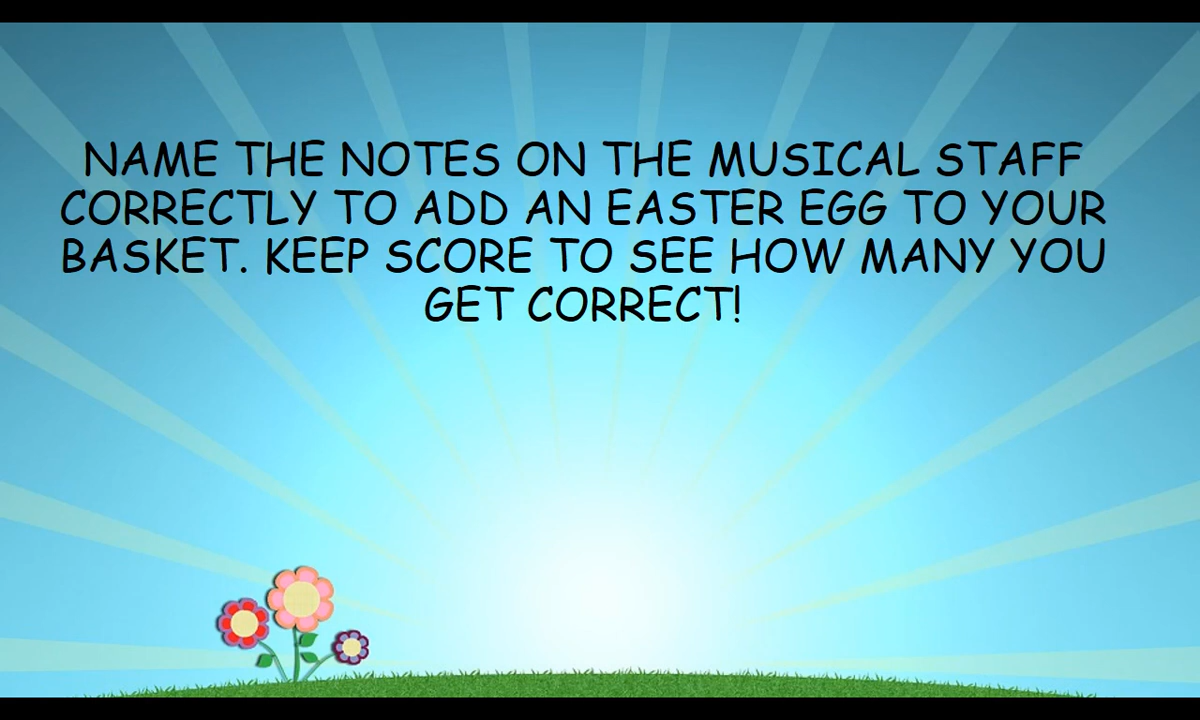 NAME THE NOTES ON THE MUSICAL STAFF
CORRECTLY TO ADD AN EASTER EGG TO YOUR
BASKET. KEEP SCORE TO SEE HOW MANY YOU
GET CORRECT!